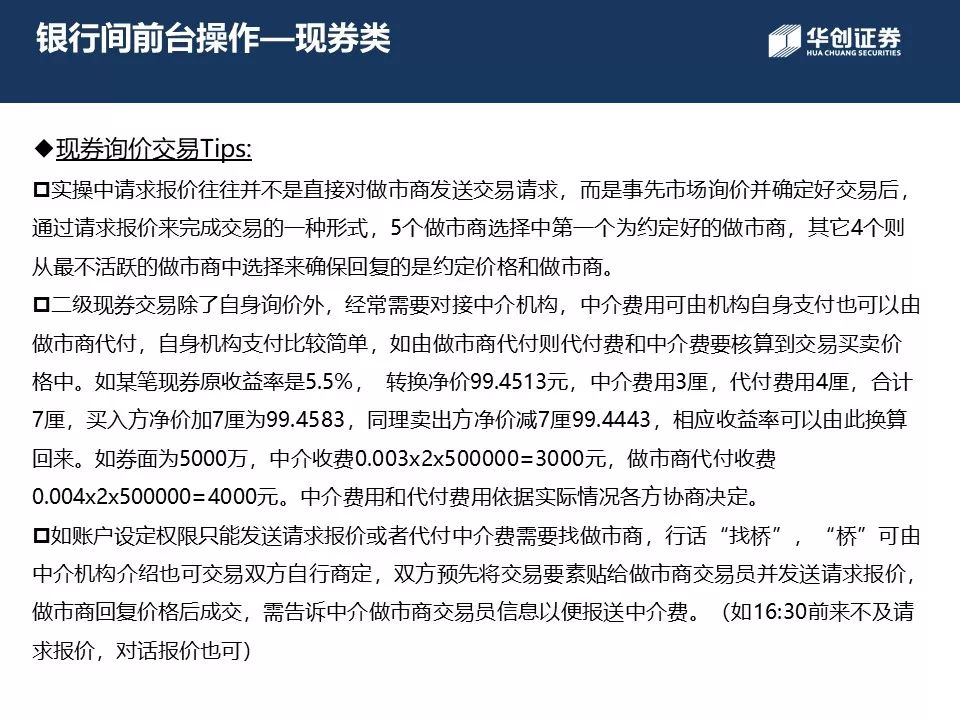 银行间前台操作—现券类
华创证券
HUA CHUANG SECURITIES
◆现券询价交易Tips:
实操中请求报价往往并不是直接对做市商发送交易请求，而是事先市场询价并确定好交易后，
通过请求报价来完成交易的一种形式，5个做市商选择中第一个为约定好的做市商，其它4个则
从最不活跃的做市商中选择来确保回复的是约定价格和做市商。
二级现券交易除了自身询价外，经常需要对接中介机构，中介费用可由机构自身支付也可以由
做市商代付，自身机构支付比较简单，如由做市商代付则代付费和中介费要核算到交易买卖价
格中。如某笔现券原收益率是5.5%， 转换净价99.4513元，中介费用3厘，代付费用4厘，合计
7厘，买入方净价加7厘为99.4583，同理卖出方净价减7厘99.4443，相应收益率可以由此换算
回来。如券面为5000万，中介收费0.003x2x500000=3000元，做市商代付收费
0.004x2x500000=4000元。中介费用和代付费用依据实际情况各方协商决定。
如账户设定权限只能发送请求报价或者代付中介费需要找做市商，行话“找桥”，“桥”可由
中介机构介绍也可交易双方自行商定，双方预先将交易要素贴给做市商交易员并发送请求报价，
做市商回复价格后成交，需告诉中介做市商交易员信息以便报送中介费。（如16:30前来不及请
求报价，对话报价也可）